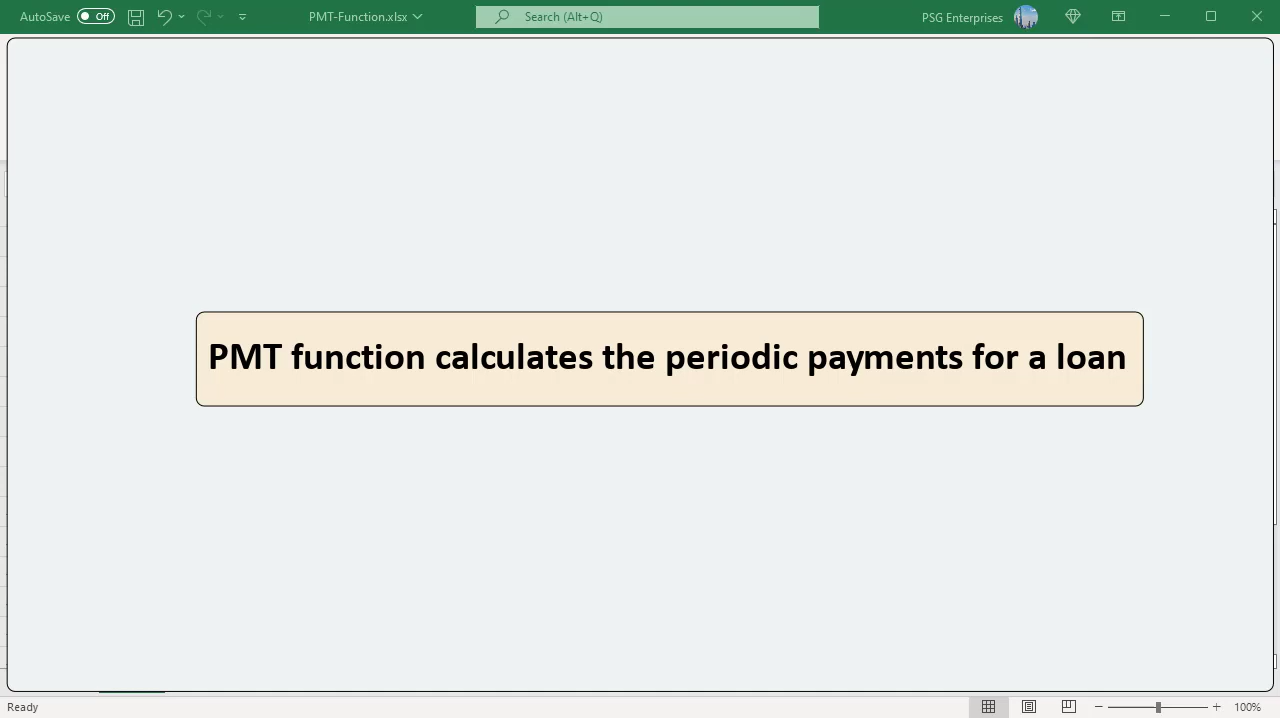 AutoSave Off PMT-Function.xlsx Search (Alt+Q) PSG Enterprises
PMT function calculates the periodic payments for a loan
Ready 100%